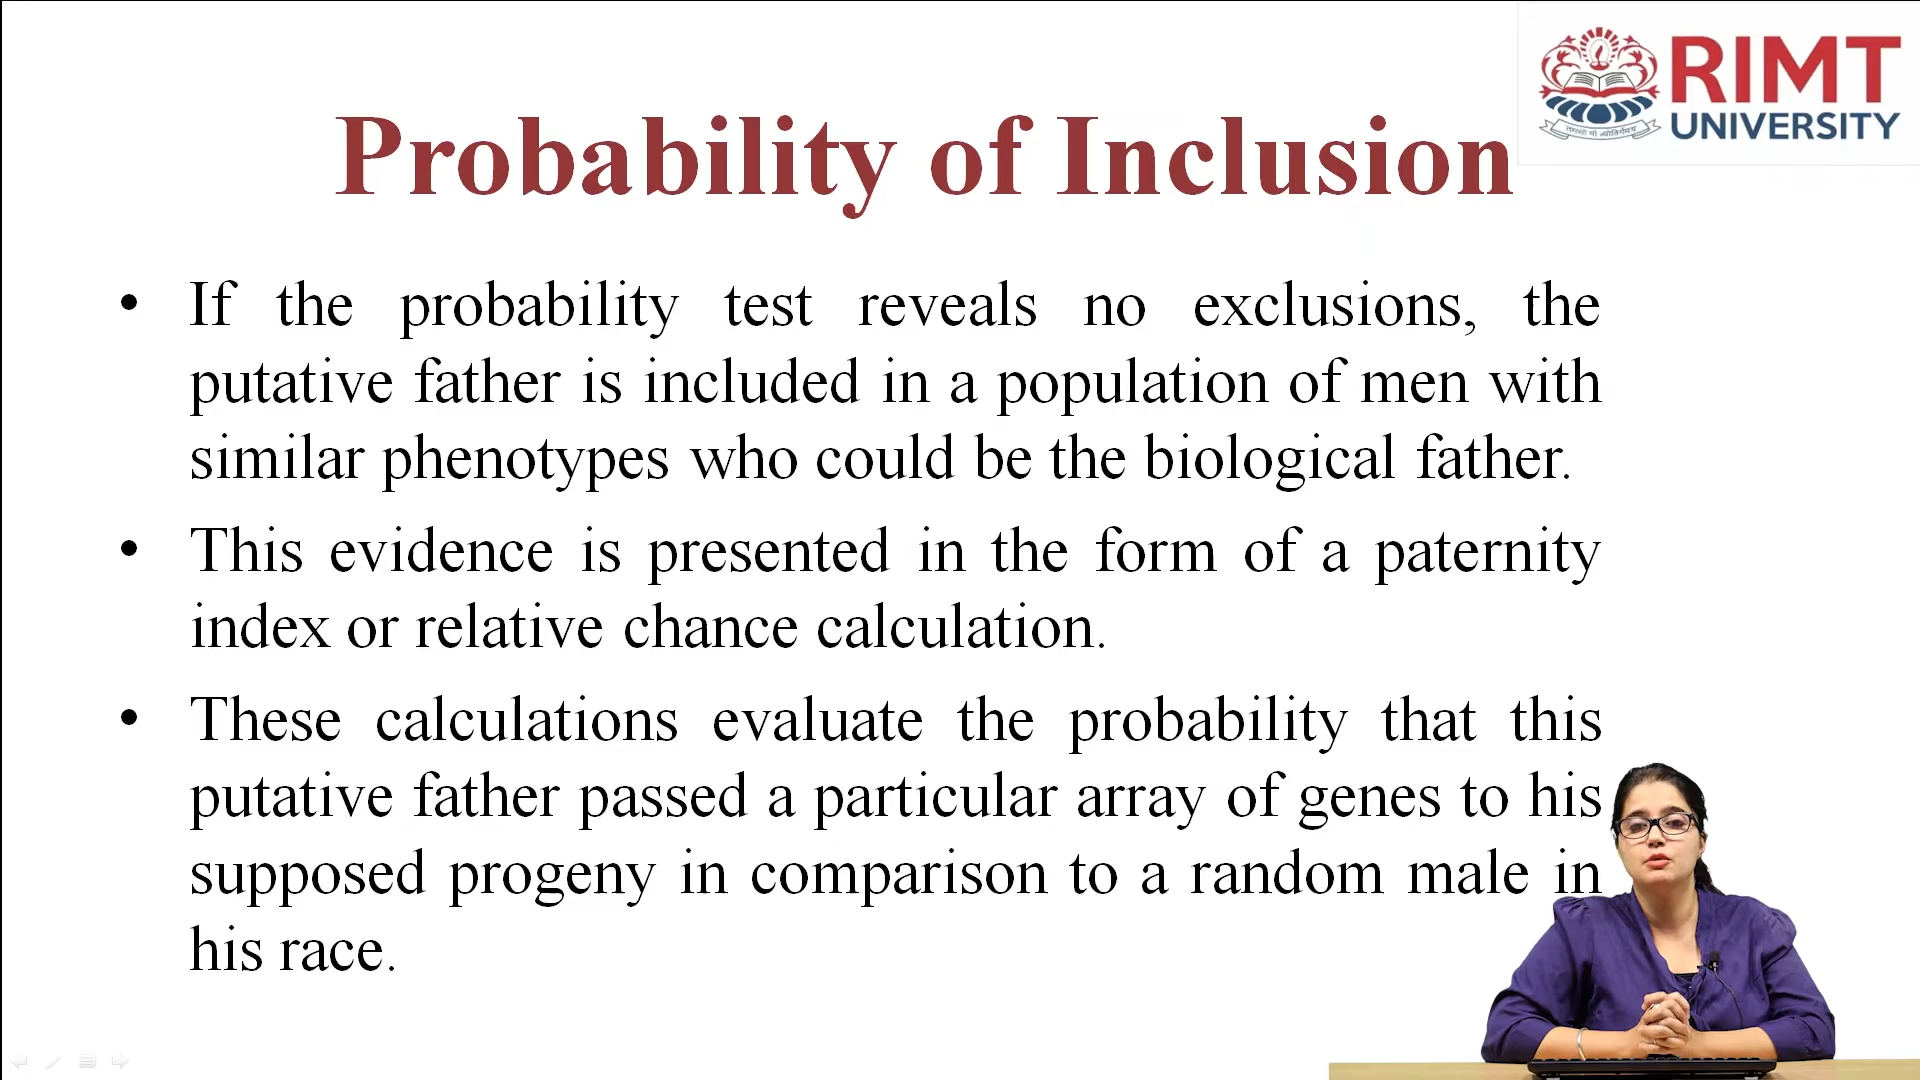 RIMT
UNIVERSITY
Probability of Inclusion
• If the probability test reveals no exclusions, the
putative father is included in a population of men with
similar phenotypes who could be the biological father.
• This evidence is presented in the form of a paternity
index or relative chance calculation.
• These calculations evaluate the probability that this
putative father passed a particular array of genes to his
supposed progeny in comparison to a random male in
his race.